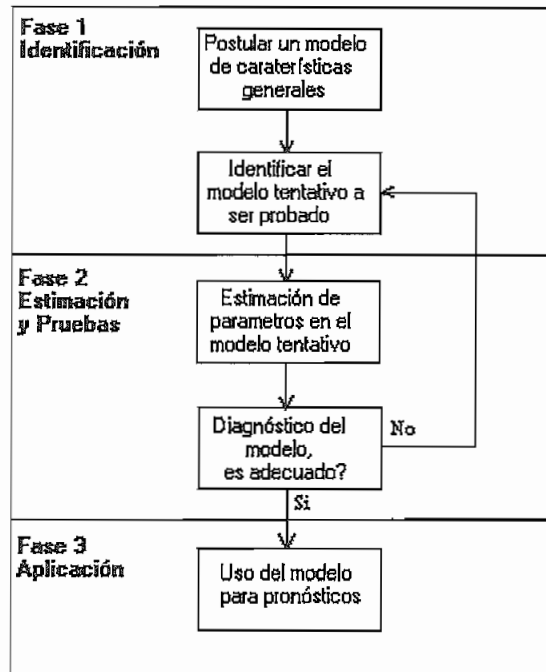 Fase 1
Identificación
Postular un modelo
de caraterísticas
generales
Identificar el
modelo tentativo a
ser probado
Fase 2
Estimación
y Pruebas
Estimación de
parametros en el
modelo tentativo
Diagnóstico del
modelo,
es adecuado?
No
Si
Fase 3
Aplicación
Uso del modelo
para pronósticos